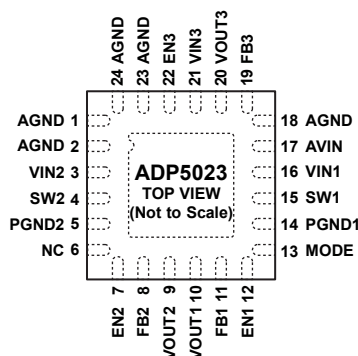 24 AGND
23 AGND
22 EN3
21 VIN3
20 VOUT3
19 FB3
AGND 1
AGND 2
VIN2 3
SW2 4
PGND2 5
NC 6
ADP5023
TOP VIEW
(Not to Scale)
18 AGND
17 AVIN
16 VIN1
15 SW1
14 PGND1
13 MODE
EN2 7
FB2 8
VOUT2 9
VOUT1 10
FB1 11
EN1 12